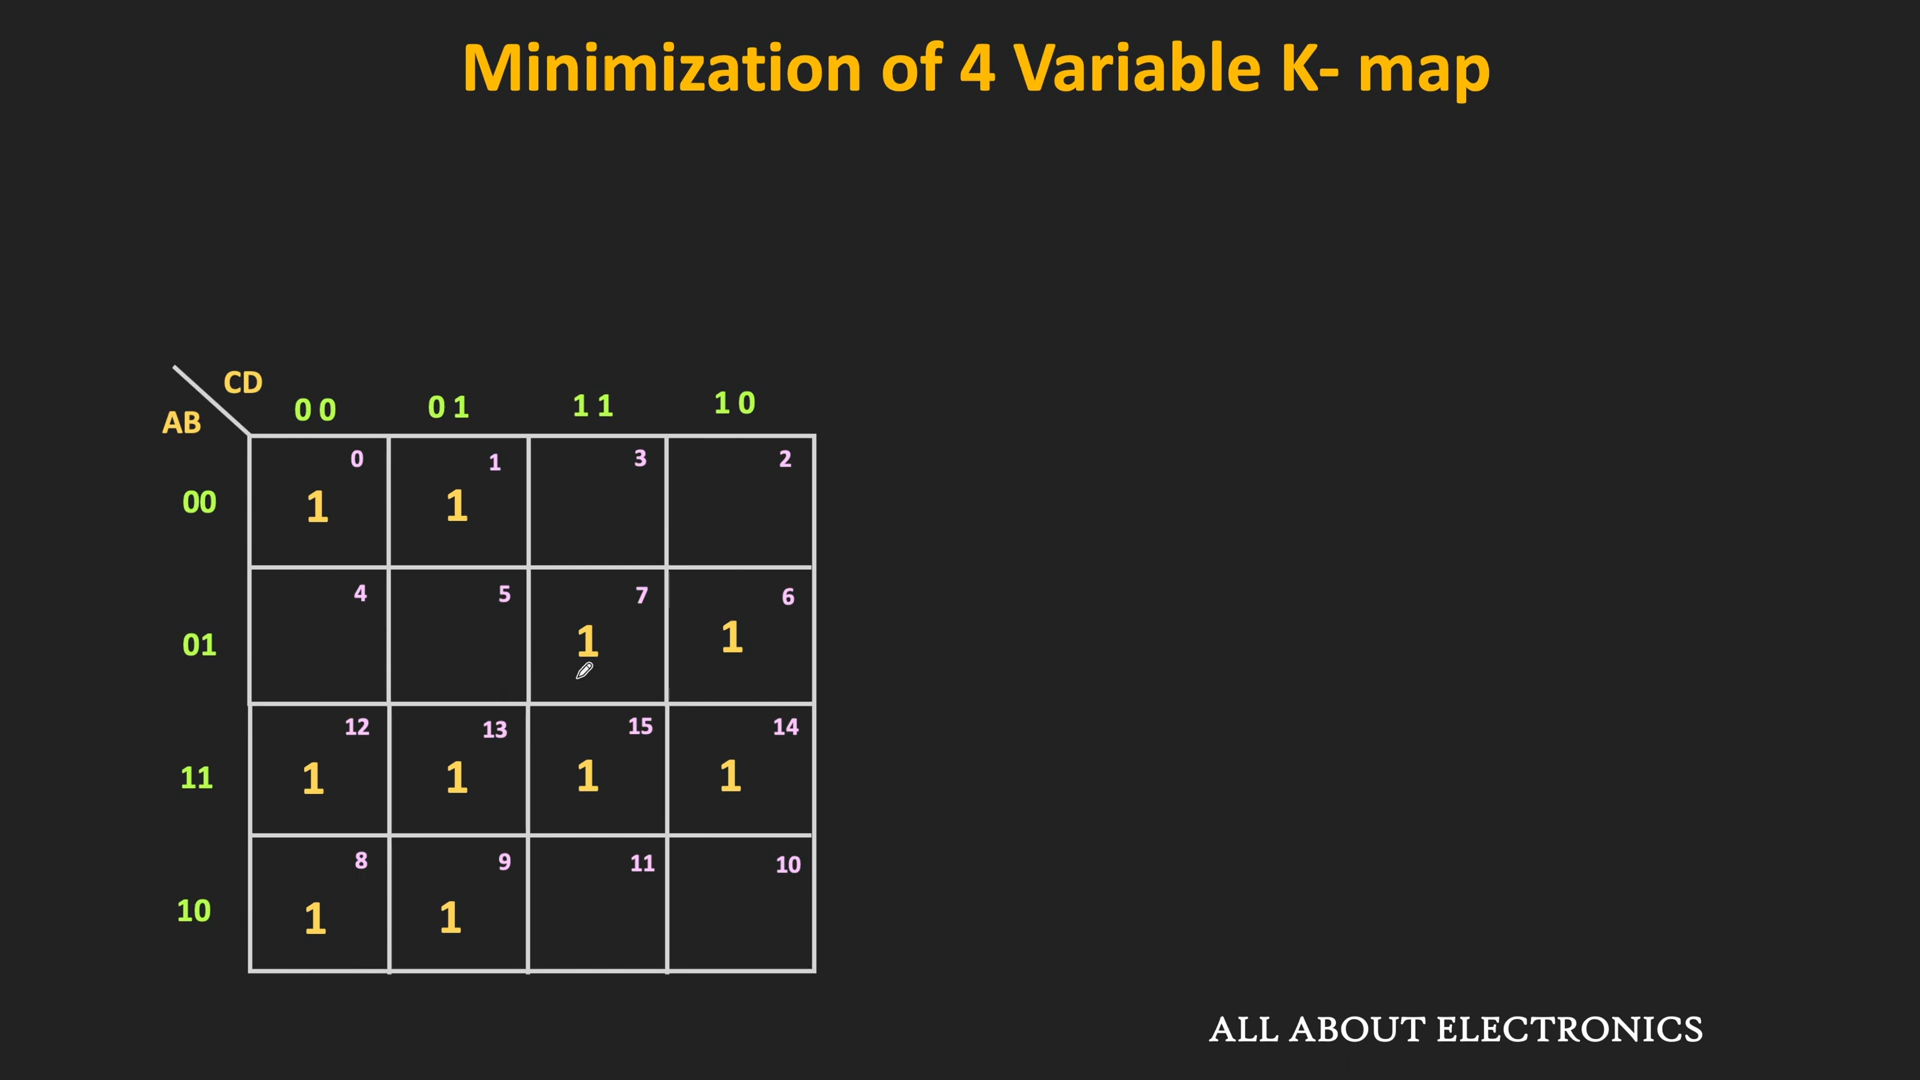 Minimization of 4 Variable K- map
CD
AB
0 0 0 1 1 1 1 0
0 1 3 2
00 1 1
4 5 7 6
01 1 1
12 13 15 14
11 1 1 1 1
8 9 11 10
10 1 1
ALL ABOUT ELECTRONICS